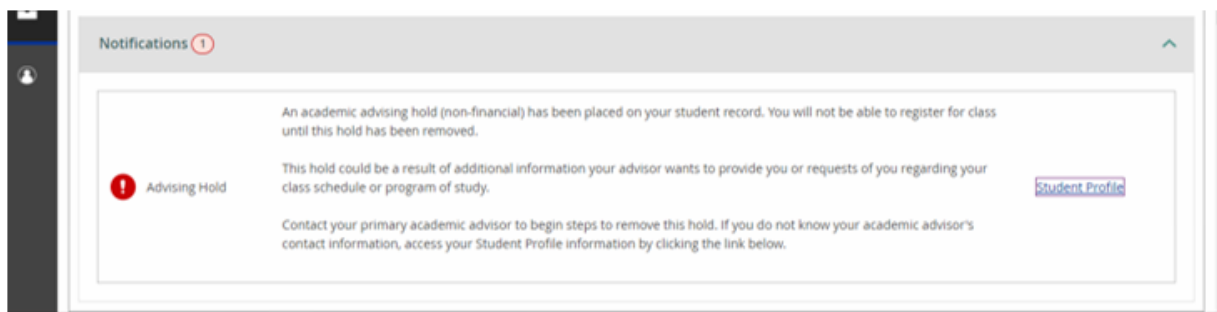 Notifications 1
An academic advising hold (non-financial) has been placed on your student record. You will not be able to register for class
until this hold has been removed.
This hold could be a result of additional information your advisor wants to provide you or requests of you regarding your
class schedule or program of study.
Advising Hold
Student Profile
Contact your primary academic advisor to begin steps to remove this hold. If you do not know your academic advisor's
contact information, access your Student Profile information by clicking the link below.